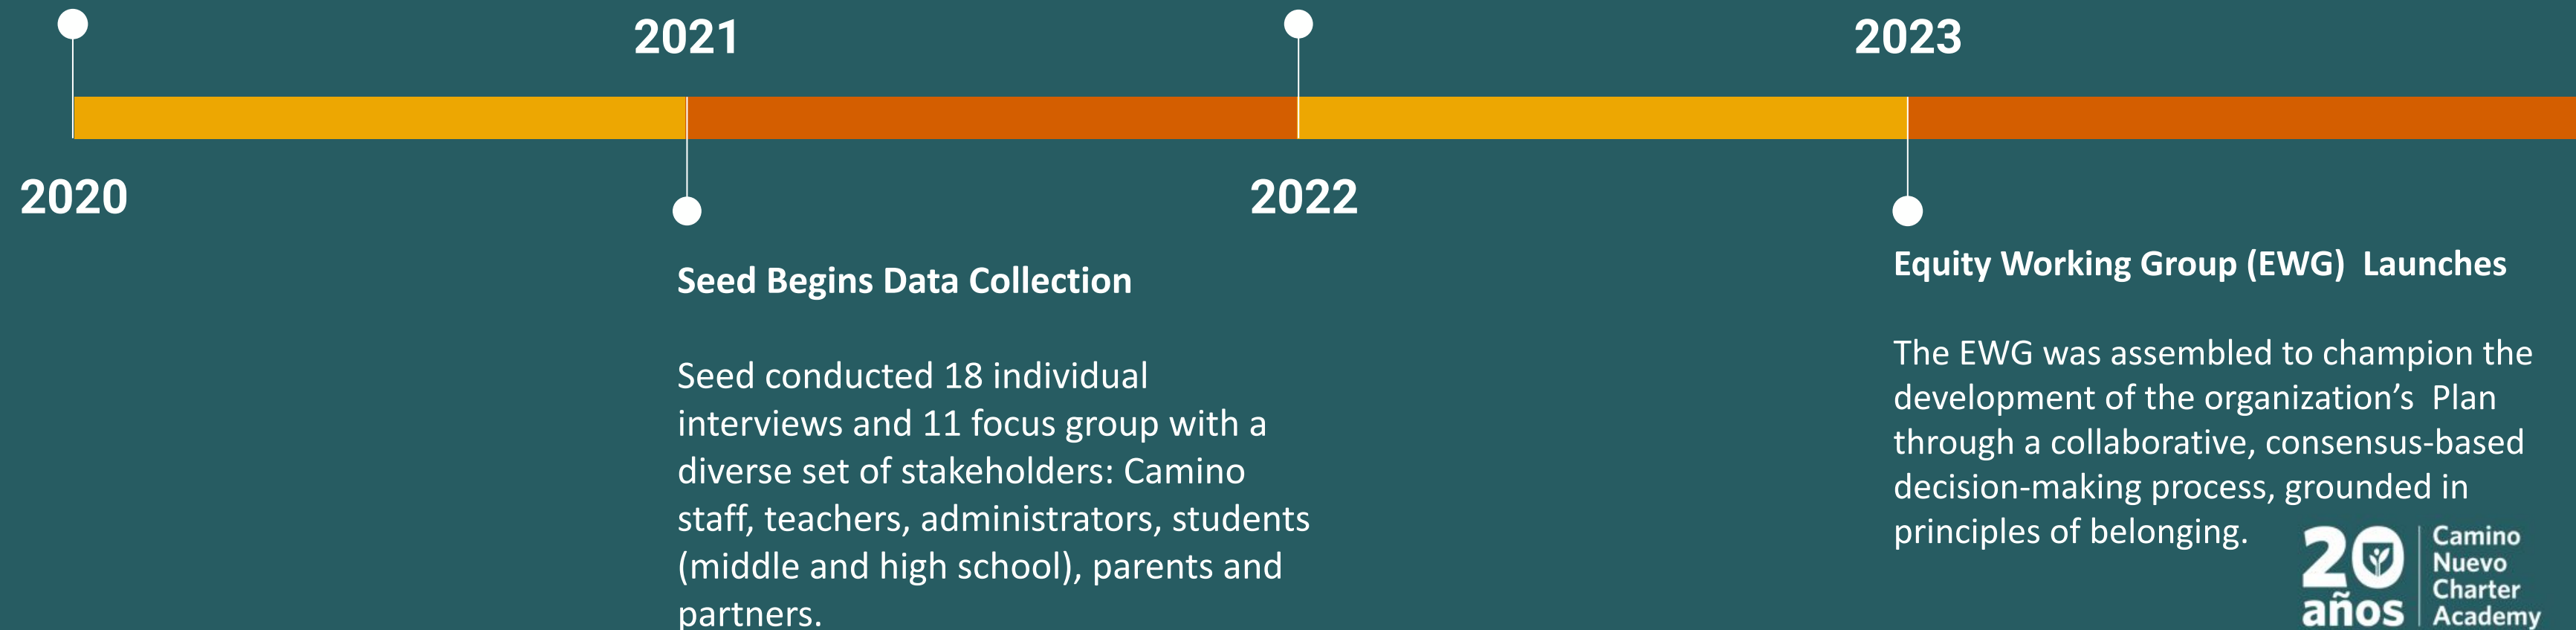 2021
2023
2020
2022
Seed Begins Data Collection
Seed conducted 18 individual
interviews and 11 focus group with a
diverse set of stakeholders: Camino
staff, teachers, administrators, students
(middle and high school), parents and
partners.
Equity Working Group (EWG)  Launches
The EWG was assembled to champion the
development of the organization’s  Plan
through a collaborative, consensus-based
decision-making process, grounded in
principles of belonging.
20
años
Camino
Nuevo
Charter
Academy